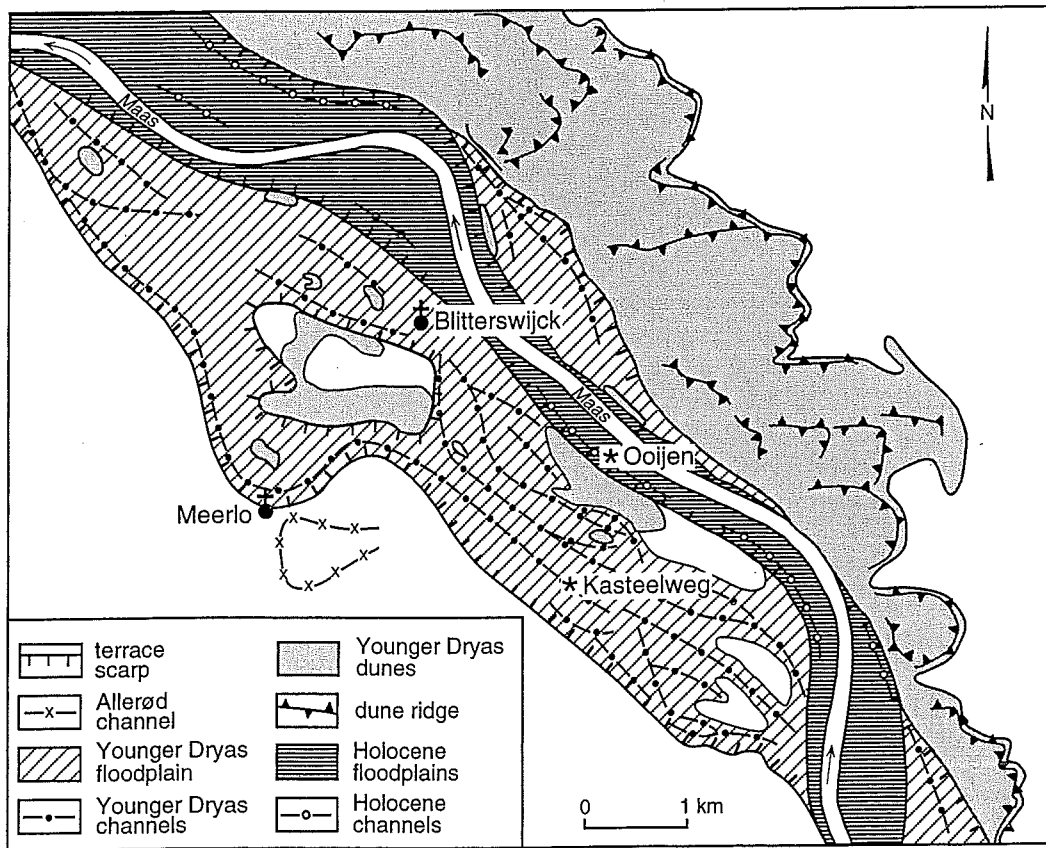 N
Maas
Blitterswijck
Maas
* Ooijen
Meerlo
* Kasteelweg
terrace
scarp
Allerød
channel
Younger Dryas
floodplain
Younger Dryas
channels
Younger Dryas
dunes
dune ridge
Holocene
floodplains
Holocene
channels
0 1 km